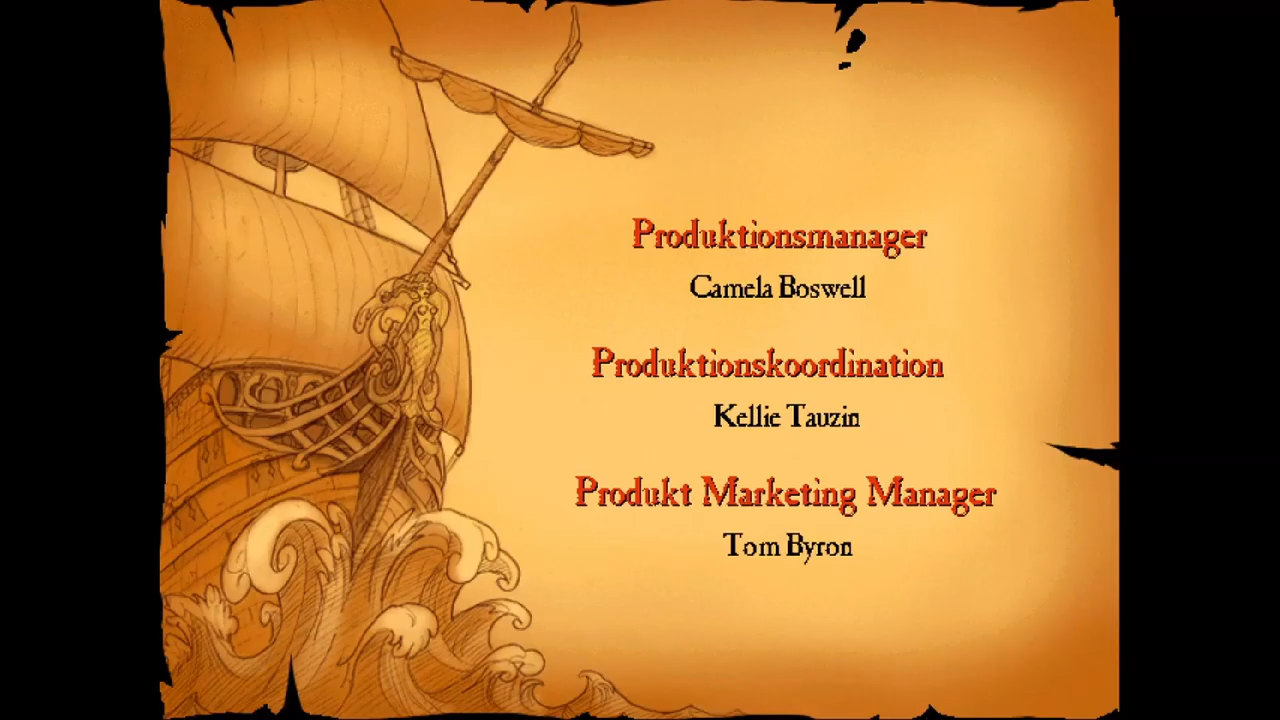 Produktionsmanager
Camela Boswell
Produktionskoordination
Kellie Tauzin
Produkt Marketing Manager
Tom Byron